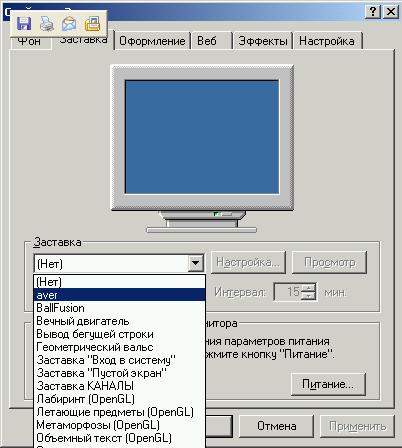 Фон Заставка Оформление Веб Эффекты Настройка
Заставка
(Нет) Настройка... Просмотр
Интервал: 15 мин.
(Нет)
aver
BallFusion
Вечный двигатель
Вывод бегущей строки
Геометрический вальс
Заставка "Вход в систему"
Заставка "Пустой экран"
Заставка КАНАЛЫ
Лабиринт (OpenGL)
Летающие предметы (OpenGL)
Метаморфозы (OpenGL)
Объемный текст (OpenGL)
нитора
ния параметров питания
жмите кнопку "Питание".
Питание...
Отмена Применить